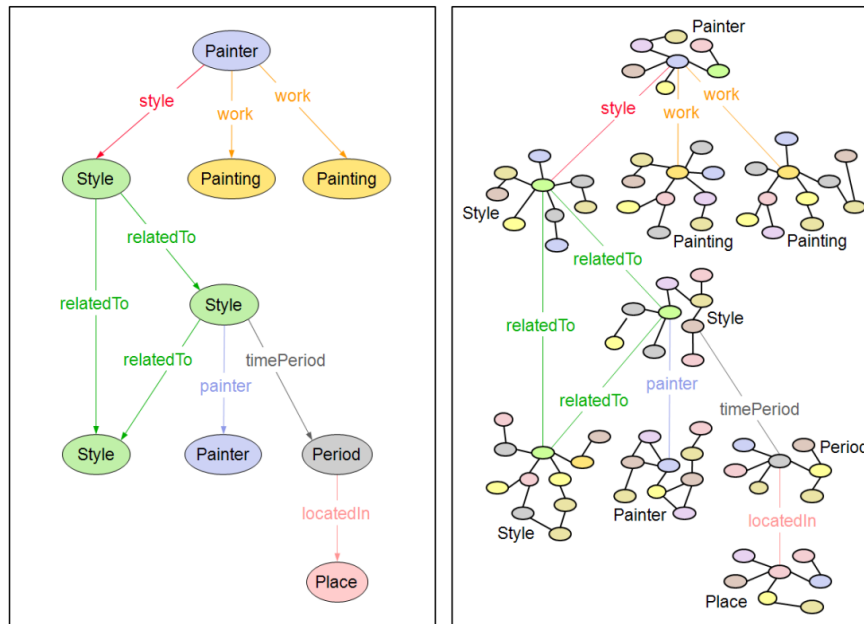 Painter
style
work
work
Style
Painting
Painting
relatedTo
relatedTo
Style
relatedTo
painter
timePeriod
Style
Painter
Period
locatedIn
Place
Painter
style
work
work
Style
Painting
Painting
relatedTo
relatedTo
Style
relatedTo
painter
timePeriod
Period
Style
Painter
locatedIn
Place